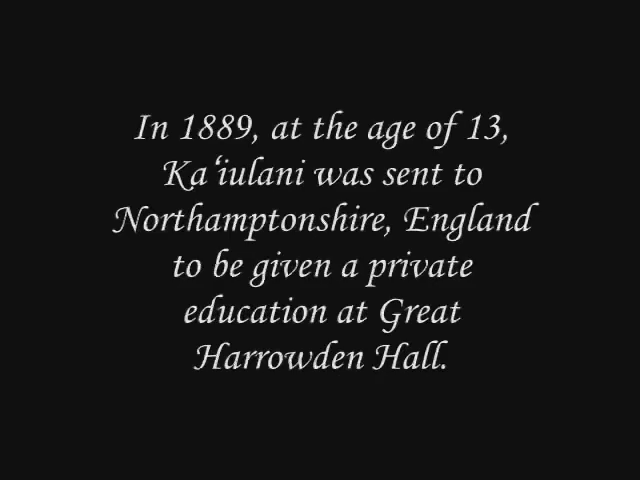 In 1889, at the age of 13,
Kaʻiulani was sent to
Northamptonshire, England
to be given a private
education at Great
Harrowden Hall.